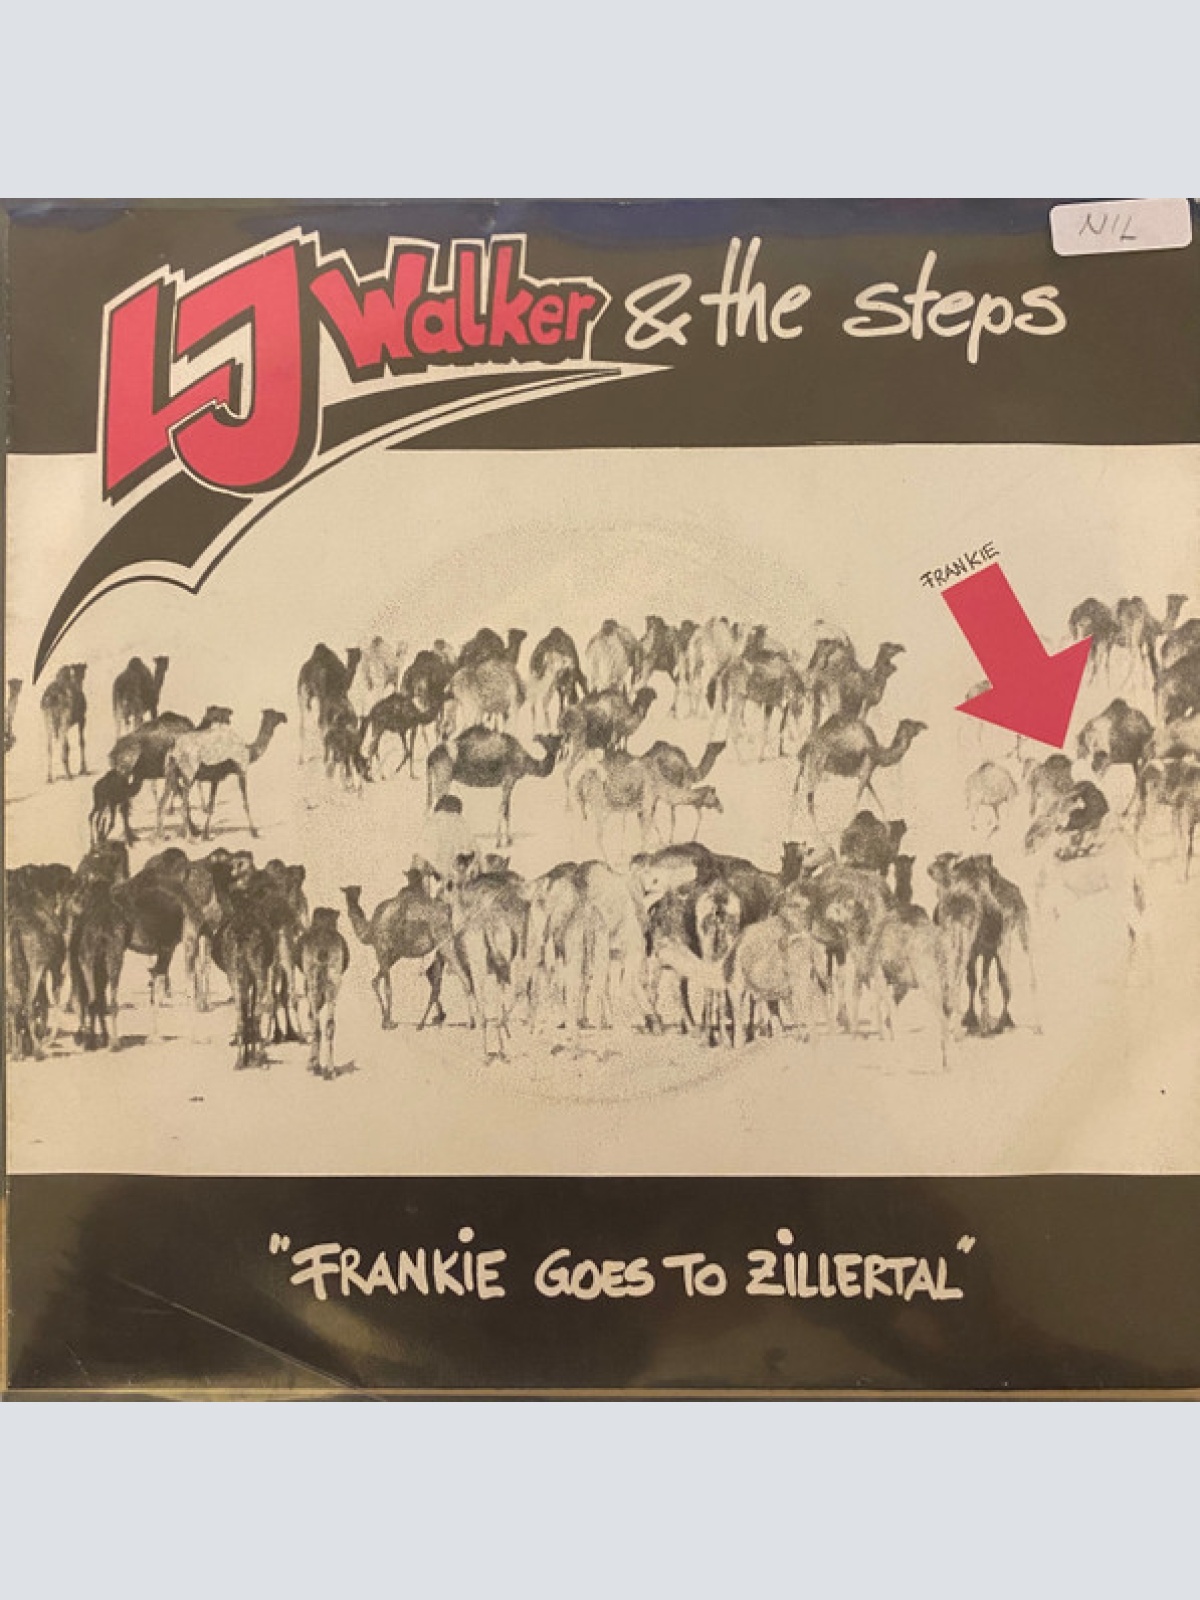 NIL
LJ Walker & the steps
FRANKIE
"FRANKiE GOES TO ZiLLERTAL"